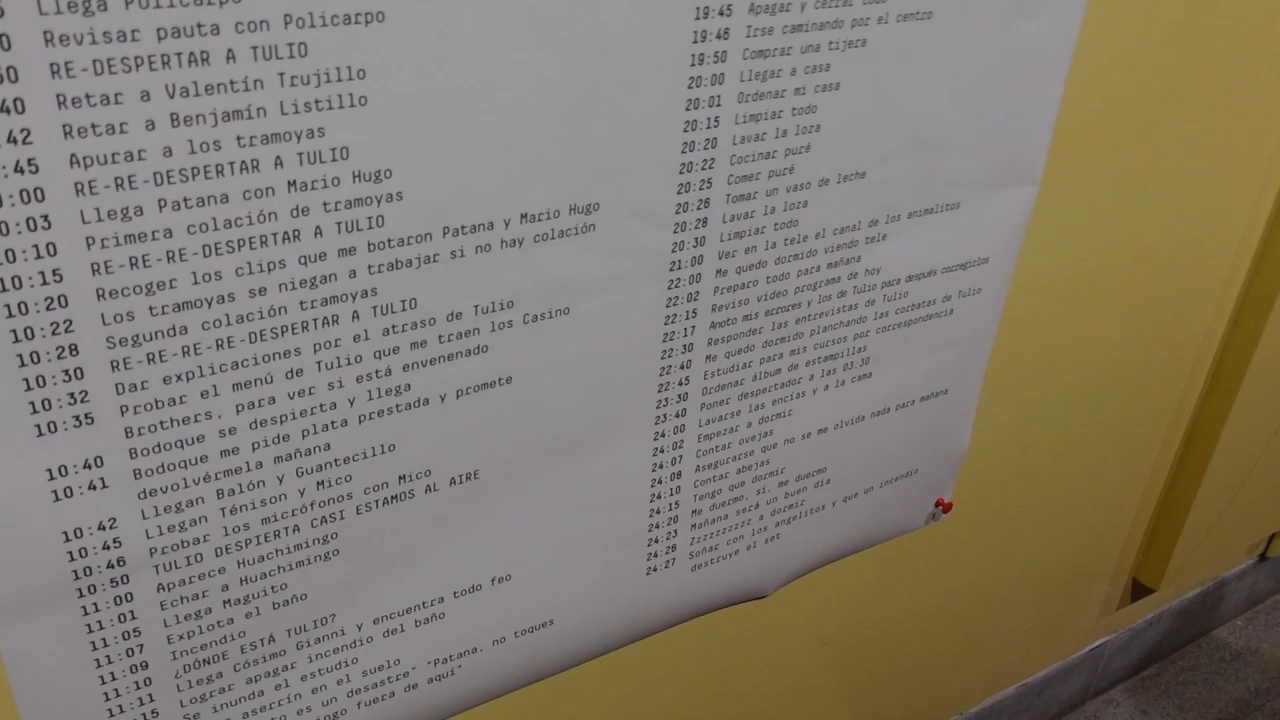 Llega Policarpo
Revisar pauta con Policarpo
RE-DESPERTAR A TULIO
40 Retar a Valentín Trujillo
:42 Retar a Benjamín Listillo
:45 Apurar a los tramoyas
:00 RE-RE-DESPERTAR A TULIO
0:03 Llega Patana con Mario Hugo
10:10 Primera colación de tramoyas
10:15 RE-RE-RE-DESPERTAR A TULIO
10:20 Recoger los clips que me botaron Patana y Mario Hugo
10:22 Los tramoyas se niegan a trabajar si no hay colación
10:28 Segunda colación tramoyas
10:30 RE-RE-RE-RE-DESPERTAR A TULIO
10:32 Dar explicaciones por el atraso de Tulio
10:35 Probar el menú de Tulio que me traen los Casino
Brothers, para ver si está envenenado
10:40 Bodoque se despierta y llega
10:41 Bodoque me pide plata prestada y promete
devolvérmela mañana
10:42 Llegan Balón y Guantecillo
10:45 Llegan Ténison y Mico
10:46 Probar los micrófonos con Mico
10:50 TULIO DESPIERTA CASI ESTAMOS AL AIRE
11:00 Aparece Huachimingo
11:01 Echar a Huachimingo
11:05 Llega Maguito
11:07 Explota el baño
11:09 Incendio
11:10 ¿DÓNDE ESTÁ TULIO?
11:11 Llega Cósimo Gianni y encuentra todo feo
:15 Lograr apagar incendio del baño
Se inunda el estudio
aserrín en el suelo
es un desastre" "Patana, no toques
fuera de aquí"
19:45 Apagar y cerrar todo
19:46 Irse caminando por el centro
19:50 Comprar una tijera
20:00 Llegar a casa
20:01 Ordenar mi casa
20:15 Limpiar todo
20:20 Lavar la loza
20:22 Cocinar puré
20:25 Comer puré
20:26 Tomar un vaso de leche
20:28 Lavar la loza
20:30 Limpiar todo
21:00 Ver en la tele el canal de los animalitos
22:00 Me quedo dormido viendo tele
22:02 Preparo todo para mañana
22:15 Reviso video programa de hoy
22:17 Anoto mis errores y los de Tulio para después corregirlos
22:30 Responder las entrevistas de Tulio
22:40 Me quedo dormido planchando las corbatas de Tulio
22:45 Estudiar para mis cursos por correspondencia
23:30 Ordenar álbum de estampillas
23:40 Poner despertador a las 03:30
24:00 Lavarse las encías y a la cama
24:02 Empezar a dormir
24:07 Contar ovejas
24:08 Asegurarse que no se me olvida nada para mañana
24:10 Contar abejas
24:15 Tengo que dormir
24:20 Me duermo, sí, me duermo
24:23 Mañana será un buen día
24:26 Zzzzzzzzz a dormir
24:27 Soñar con los angelitos y que un incendio
destruye el set